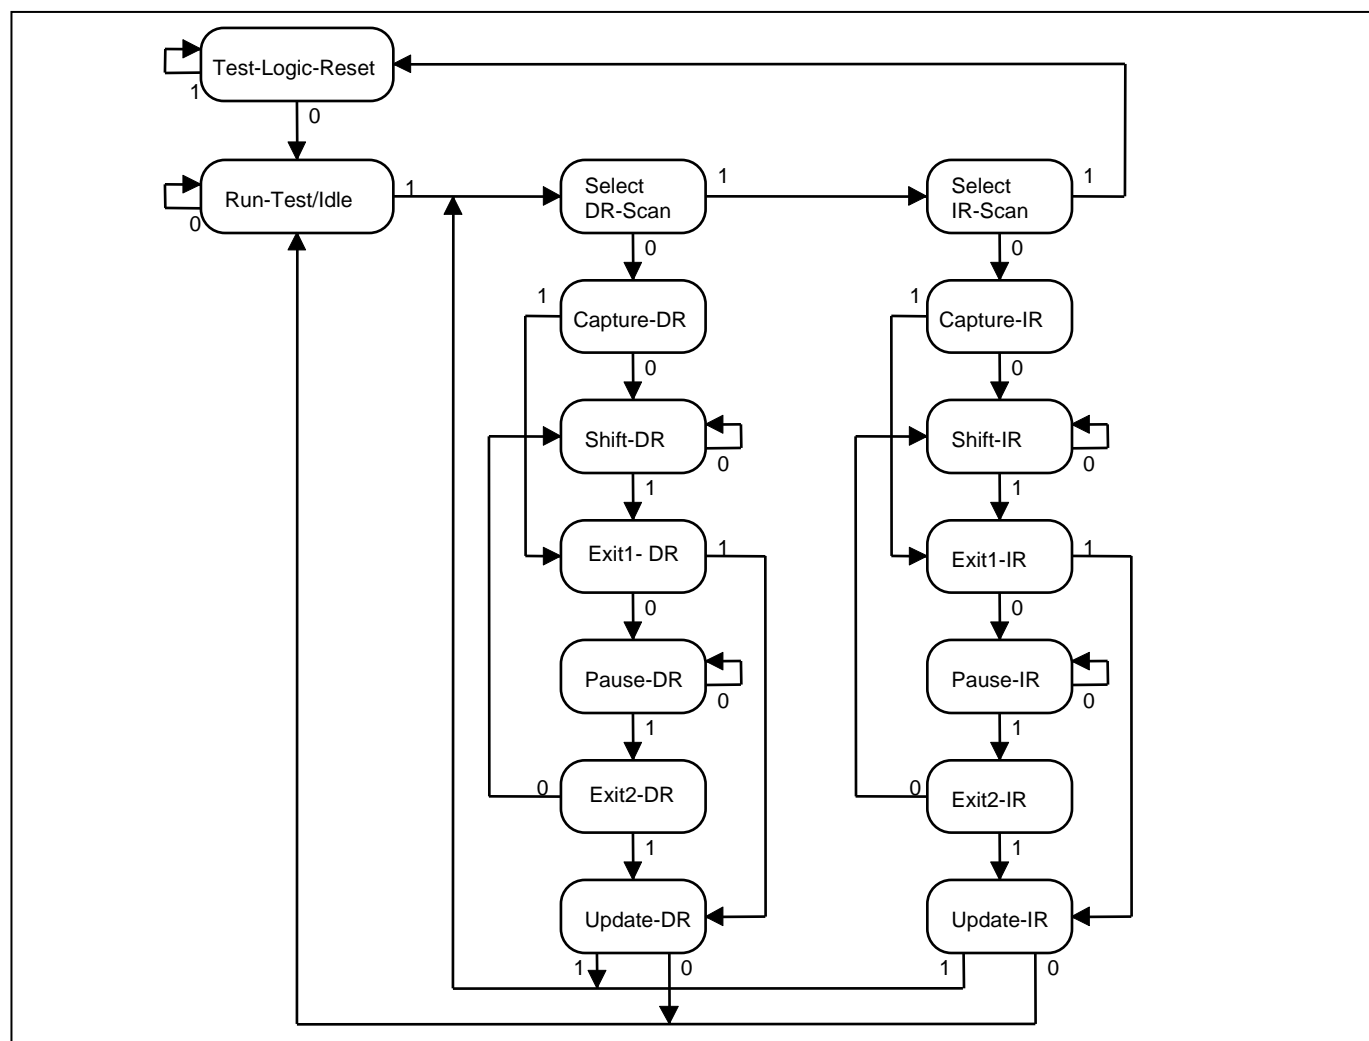 Test-Logic-Reset
1
0
Run-Test/Idle
0
1
Select
DR-Scan
1
0
Select
IR-Scan
1
0
1
Capture-DR
0
1
Capture-IR
0
Shift-DR
0
1
Shift-IR
0
1
Exit1- DR
1
0
Exit1-IR
1
0
Pause-DR
0
1
Pause-IR
0
1
0
Exit2-DR
1
0
Exit2-IR
1
Update-DR
1
0
Update-IR
1
0